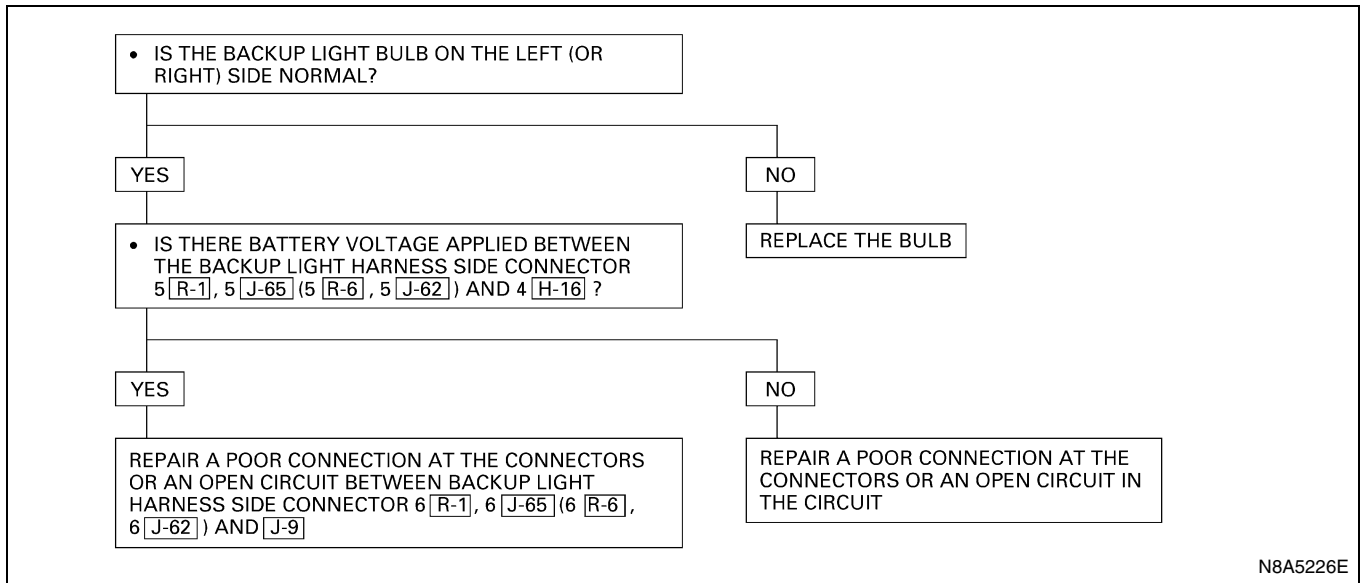 • IS THE BACKUP LIGHT BULB ON THE LEFT (OR
RIGHT) SIDE NORMAL?
YES
NO
• IS THERE BATTERY VOLTAGE APPLIED BETWEEN
THE BACKUP LIGHT HARNESS SIDE CONNECTOR
5 R-1, 5 J-65 (5 R-6, 5 J-62) AND 4 H-16 ?
REPLACE THE BULB
YES
NO
REPAIR A POOR CONNECTION AT THE CONNECTORS
OR AN OPEN CIRCUIT BETWEEN BACKUP LIGHT
HARNESS SIDE CONNECTOR 6 R-1, 6 J-65 (6 R-6,
6 J-62) AND J-9
REPAIR A POOR CONNECTION AT THE
CONNECTORS OR AN OPEN CIRCUIT IN
THE CIRCUIT
N8A5226E